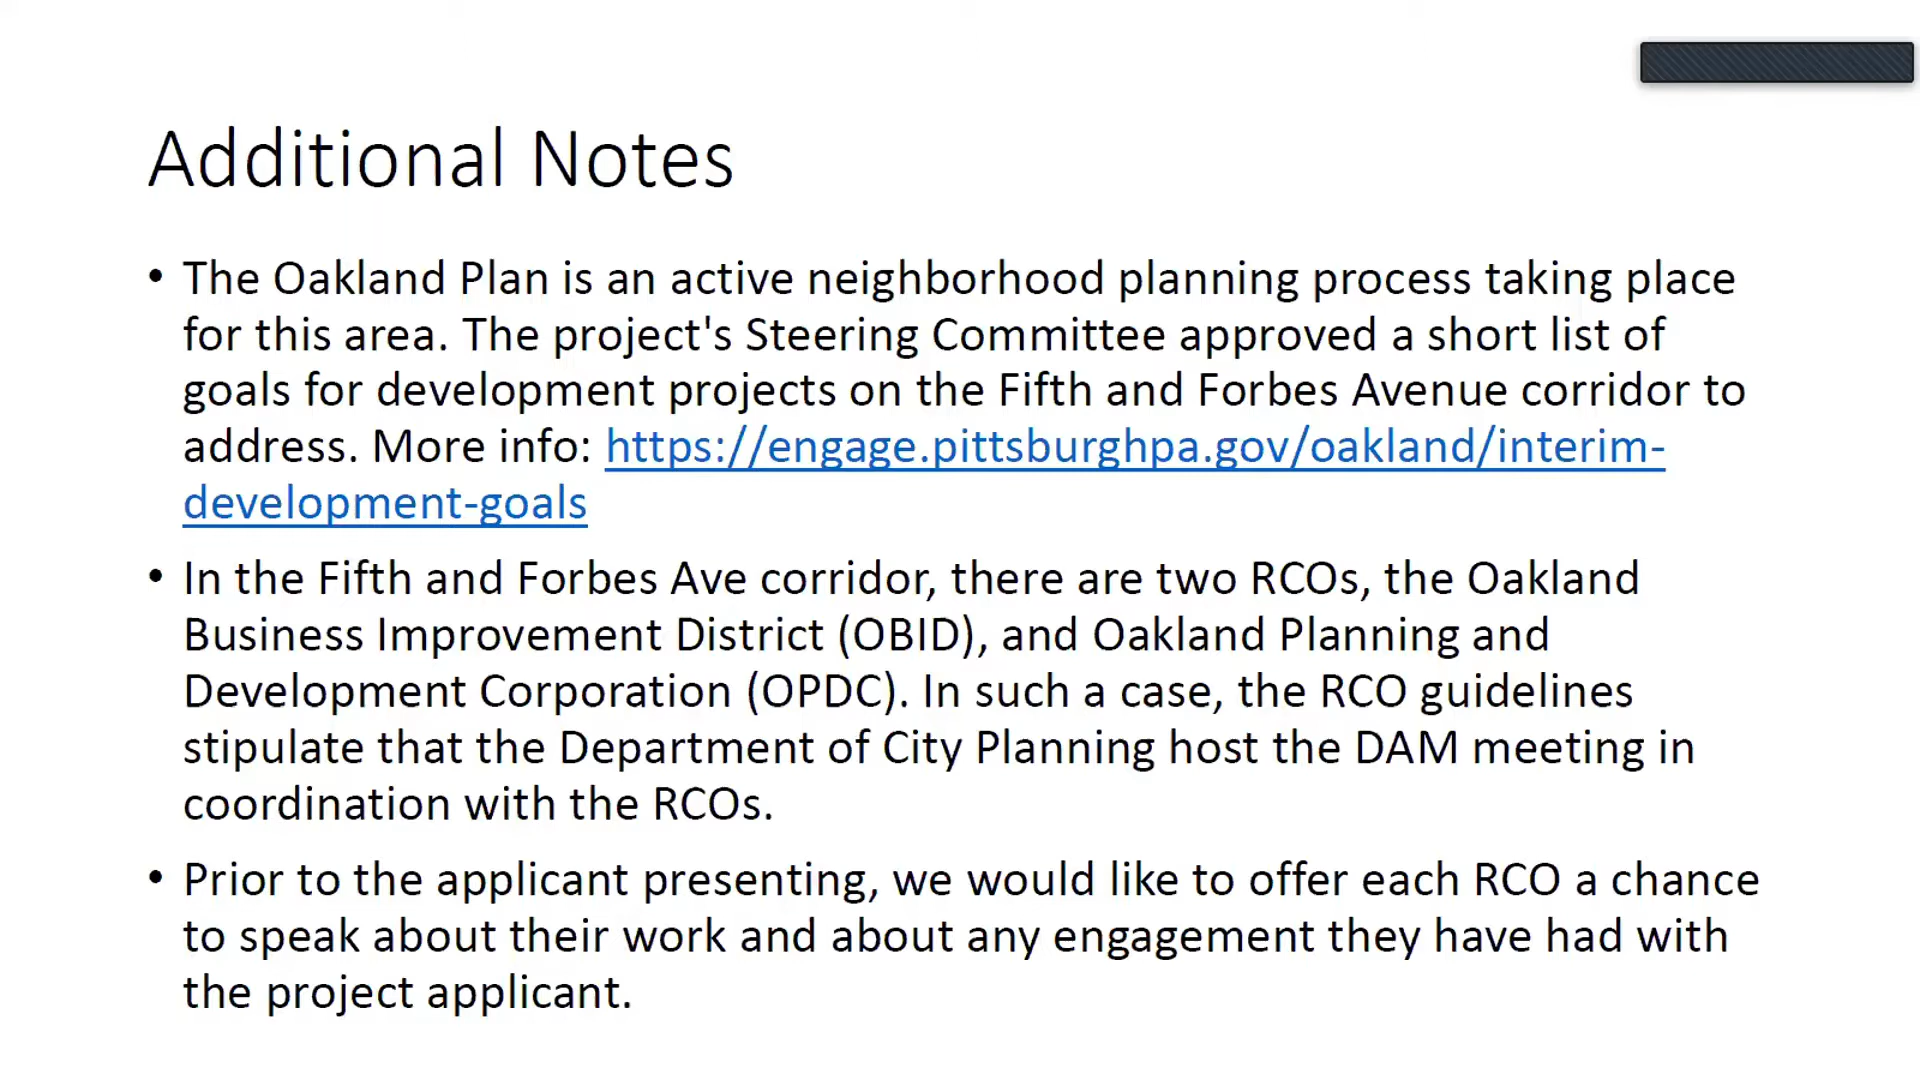 Additional Notes
• The Oakland Plan is an active neighborhood planning process taking place
for this area. The project's Steering Committee approved a short list of
goals for development projects on the Fifth and Forbes Avenue corridor to
address. More info: https://engage.pittsburghpa.gov/oakland/interim-
development-goals
• In the Fifth and Forbes Ave corridor, there are two RCOs, the Oakland
Business Improvement District (OBID), and Oakland Planning and
Development Corporation (OPDC). In such a case, the RCO guidelines
stipulate that the Department of City Planning host the DAM meeting in
coordination with the RCOs.
• Prior to the applicant presenting, we would like to offer each RCO a chance
to speak about their work and about any engagement they have had with
the project applicant.